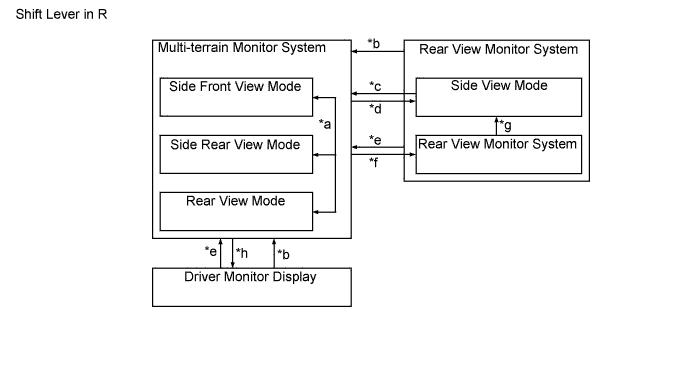 Shift Lever in R
Multi-terrain Monitor System
*b
Rear View Monitor System
Side Front View Mode
*c
Side View Mode
*d
*a
*g
Side Rear View Mode
*e
Rear View Monitor System
*f
Rear View Mode
*e
*h
*b
Driver Monitor Display